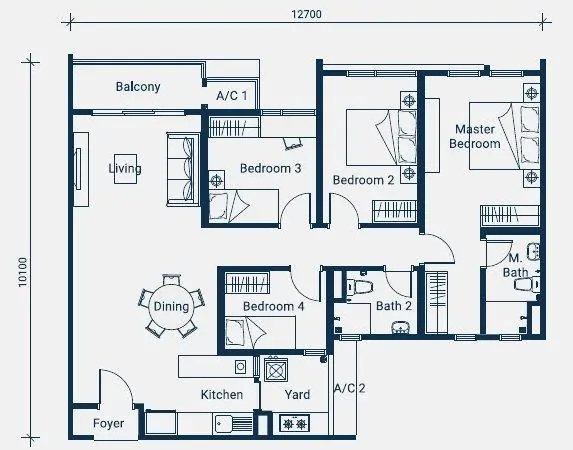 12700
Balcony
A/C 1
Living
Bedroom 3
Bedroom 2
Master
Bedroom
10100
M.
Bath
Dining
Bedroom 4
Bath 2
Kitchen
Yard
A/C 2
Foyer